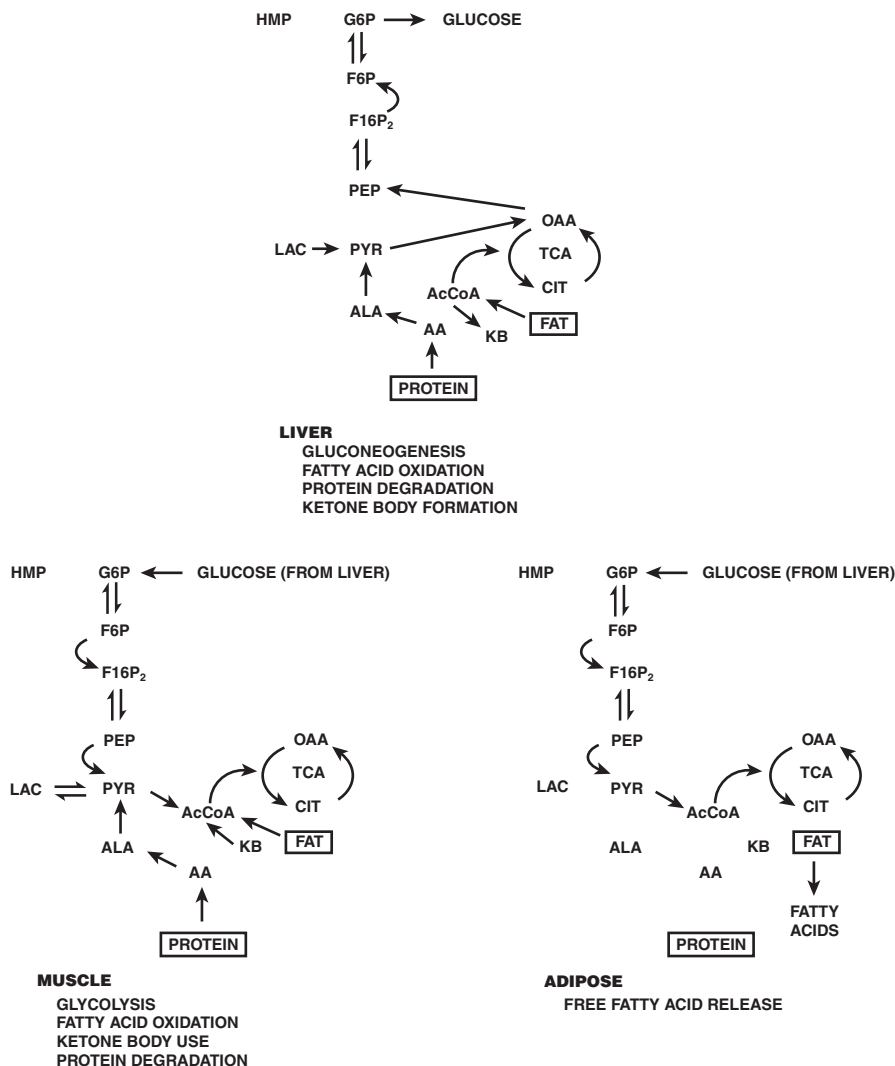 HMP G6P GLUCOSE
F6P
F16P₂
PEP
OAA
LAC PYR TCA
CIT
AcCoA
ALA
FAT
AA KB
PROTEIN
LIVER
GLUCONEOGENESIS
FATTY ACID OXIDATION
PROTEIN DEGRADATION
KETONE BODY FORMATION
HMP G6P GLUCOSE (FROM LIVER)
F6P
F16P₂
PEP OAA
TCA
LAC PYR
CIT
AcCoA
ALA KB FAT
AA
PROTEIN
MUSCLE
GLYCOLYSIS
FATTY ACID OXIDATION
KETONE BODY USE
PROTEIN DEGRADATION
HMP G6P GLUCOSE (FROM LIVER)
F6P
F16P₂
PEP OAA
TCA
LAC PYR
CIT
AcCoA
ALA KB FAT
AA
FATTY
ACIDS
PROTEIN
ADIPOSE
FREE FATTY ACID RELEASE